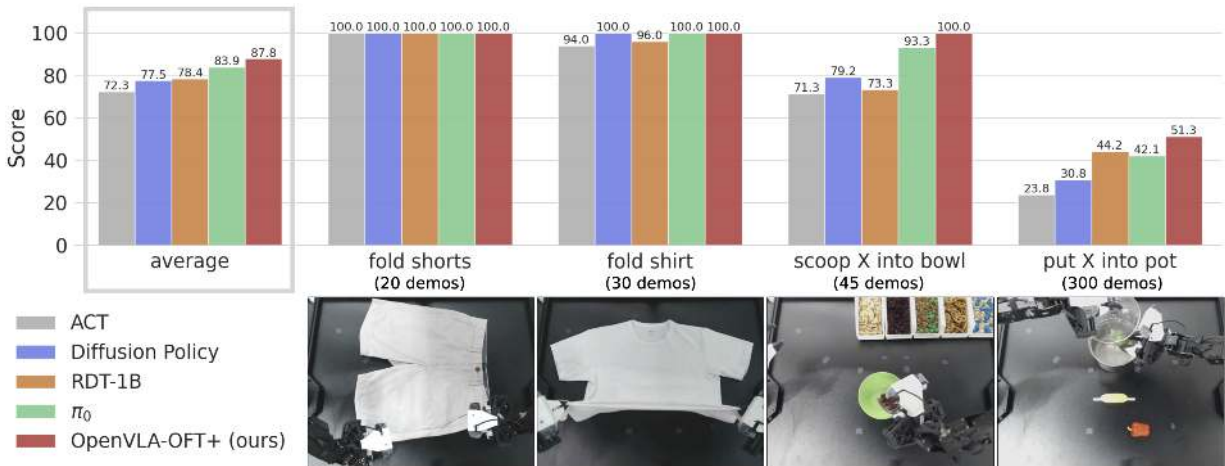 100
80
60
40
20
0
Score
72.3 77.5 78.4 83.9 87.8
100.0 100.0 100.0 100.0 100.0
94.0 100.0 96.0 100.0 100.0
71.3 79.2 73.3 93.3 100.0
23.8 30.8 44.2 42.1 51.3
average
fold shorts
(20 demos)
fold shirt
(30 demos)
scoop X into bowl
(45 demos)
put X into pot
(300 demos)
ACT
Diffusion Policy
RDT-1B
π₀
OpenVLA-OFT+ (ours)